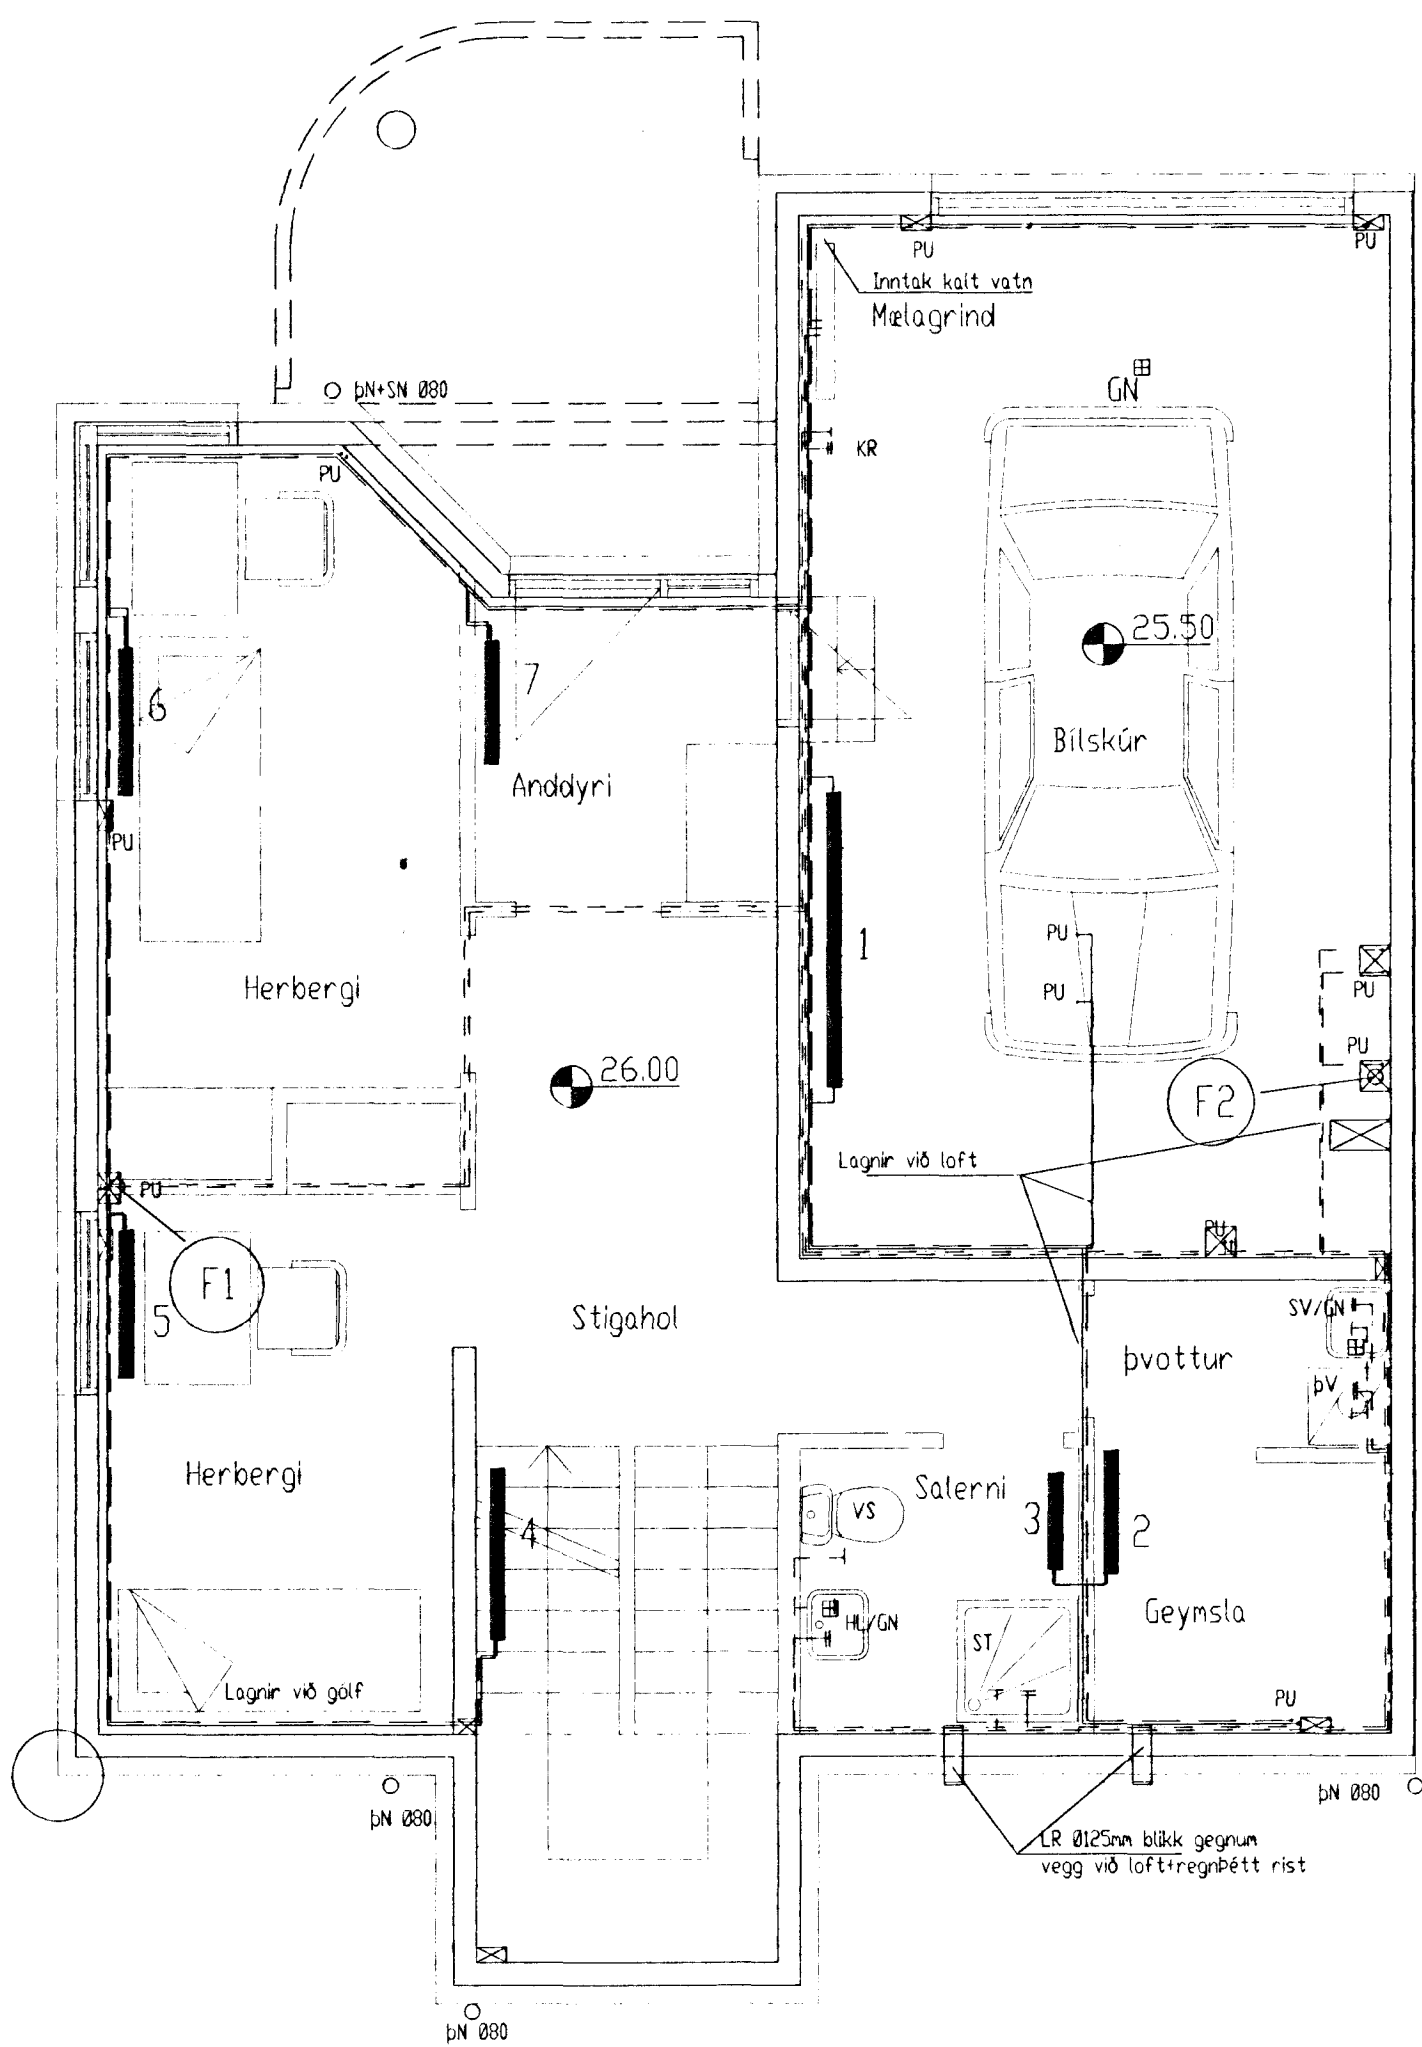 PU
PU
Inntak kalt vatn
Mælagrind
GN
þN+SN Ø80
KR
PU
25.50
6
7
Bílskúr
Anddyri
PU
PU
1
Herbergi
PU
PU
PU
26.00
F2
Lagnir við loft
PU
PU
F1
5
Stigahol
SV/GN
Þvottur
ÞV
Herbergi
Salerni
VS
4
3
2
HL/GN
Geymsla
ST
Lagnir við gólf
PU
þN Ø80
þN Ø80
LR Ø125mm blikk gegnum
vegg við loft+regnþétt rist
þN Ø80